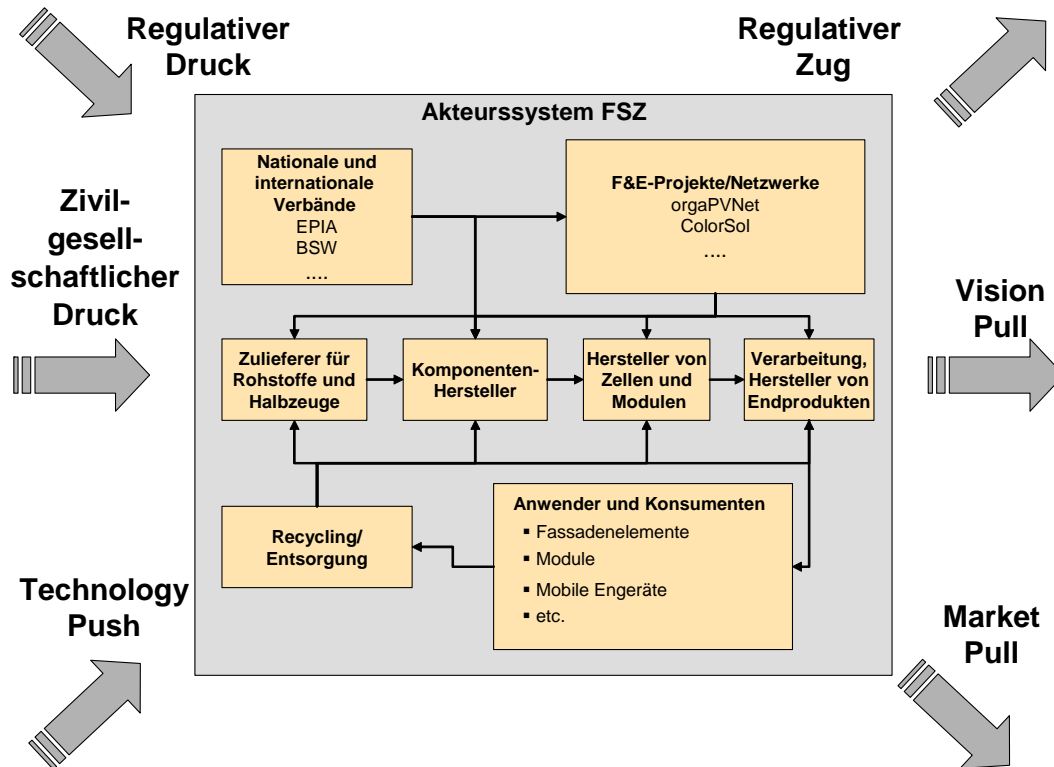 Regulativer
Druck
Regulativer
Zug
Akteurssystem FSZ
Nationale und
internationale
Verbände
EPIA
BSW
....
F&E-Projekte/Netzwerke
orgaPVNet
ColorSol
....
Zivil-
gesell-
schaftlicher
Druck
Vision
Pull
Zulieferer für
Rohstoffe und
Halbzeuge
Komponenten-
Hersteller
Hersteller von
Zellen und
Modulen
Verarbeitung,
Hersteller von
Endprodukten
Recycling/
Entsorgung
Anwender und Konsumenten
▪ Fassadenelemente
▪ Module
▪ Mobile Engeräte
▪ etc.
Technology
Push
Market
Pull